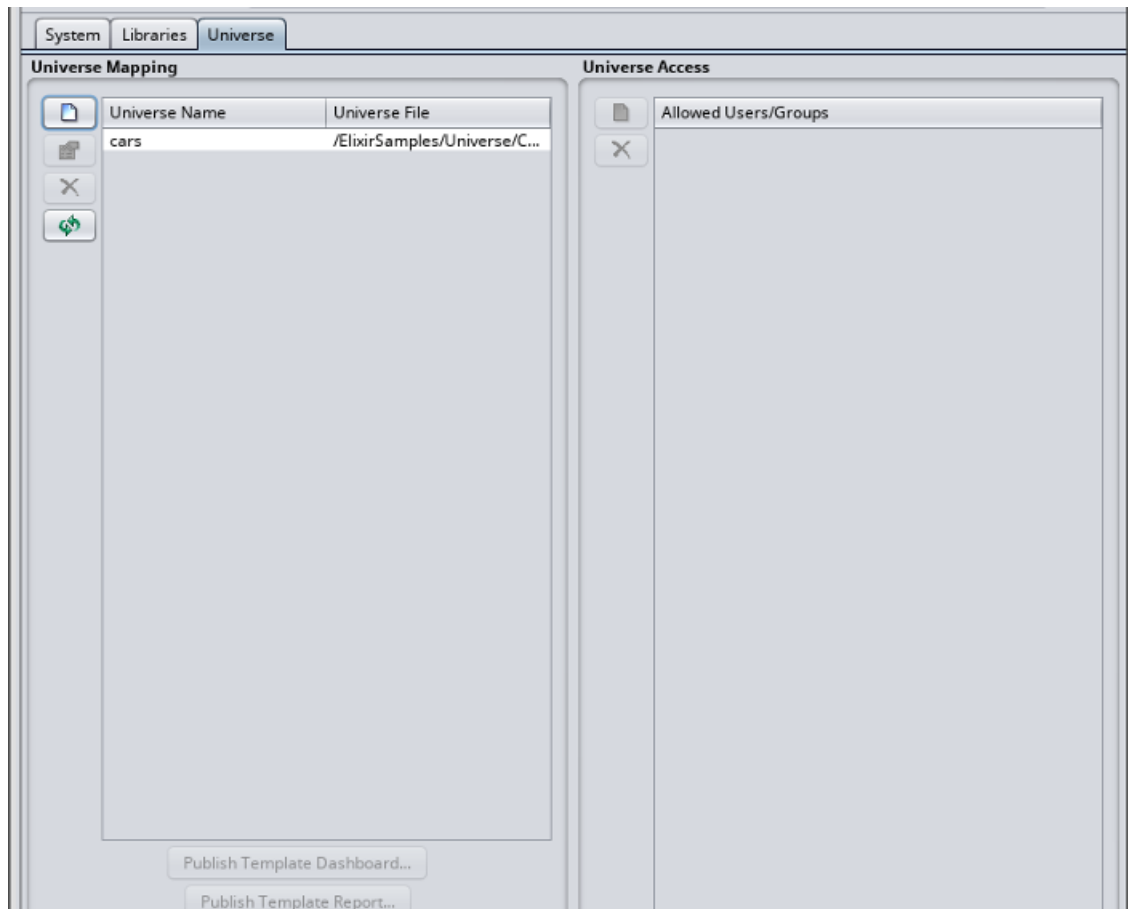 System Libraries Universe
Universe Mapping
Universe Name Universe File
cars /ElixirSamples/Universe/C...
Publish Template Dashboard...
Publish Template Report...
Universe Access
Allowed Users/Groups